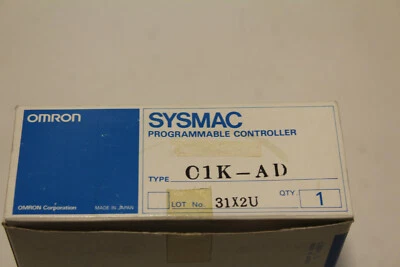 OMRON
SYSMAC
PROGRAMMABLE CONTROLLER
TYPE C1K-AD
OMRON Corporation MADE IN JAPAN
LOT No. 31X2U
QTY 1